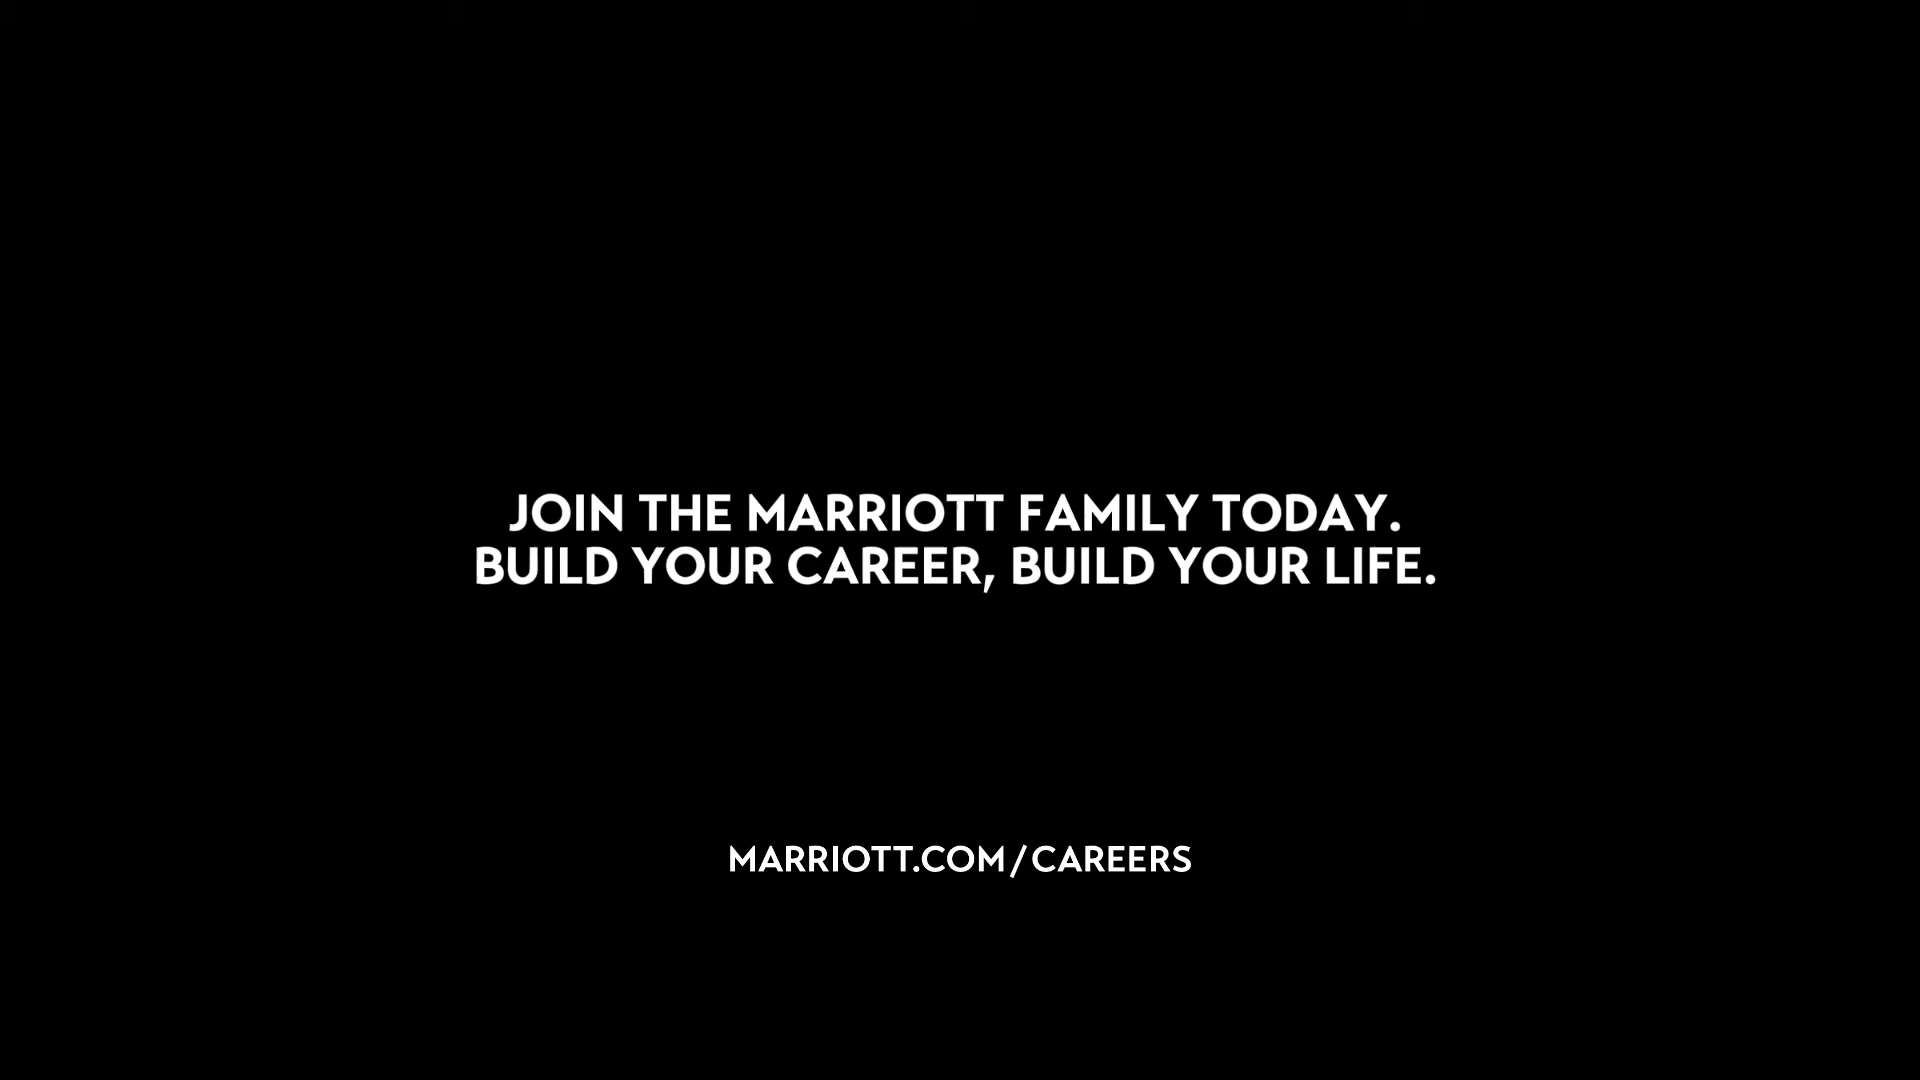 JOIN THE MARRIOTT FAMILY TODAY.
BUILD YOUR CAREER, BUILD YOUR LIFE.
MARRIOTT.COM/CAREERS